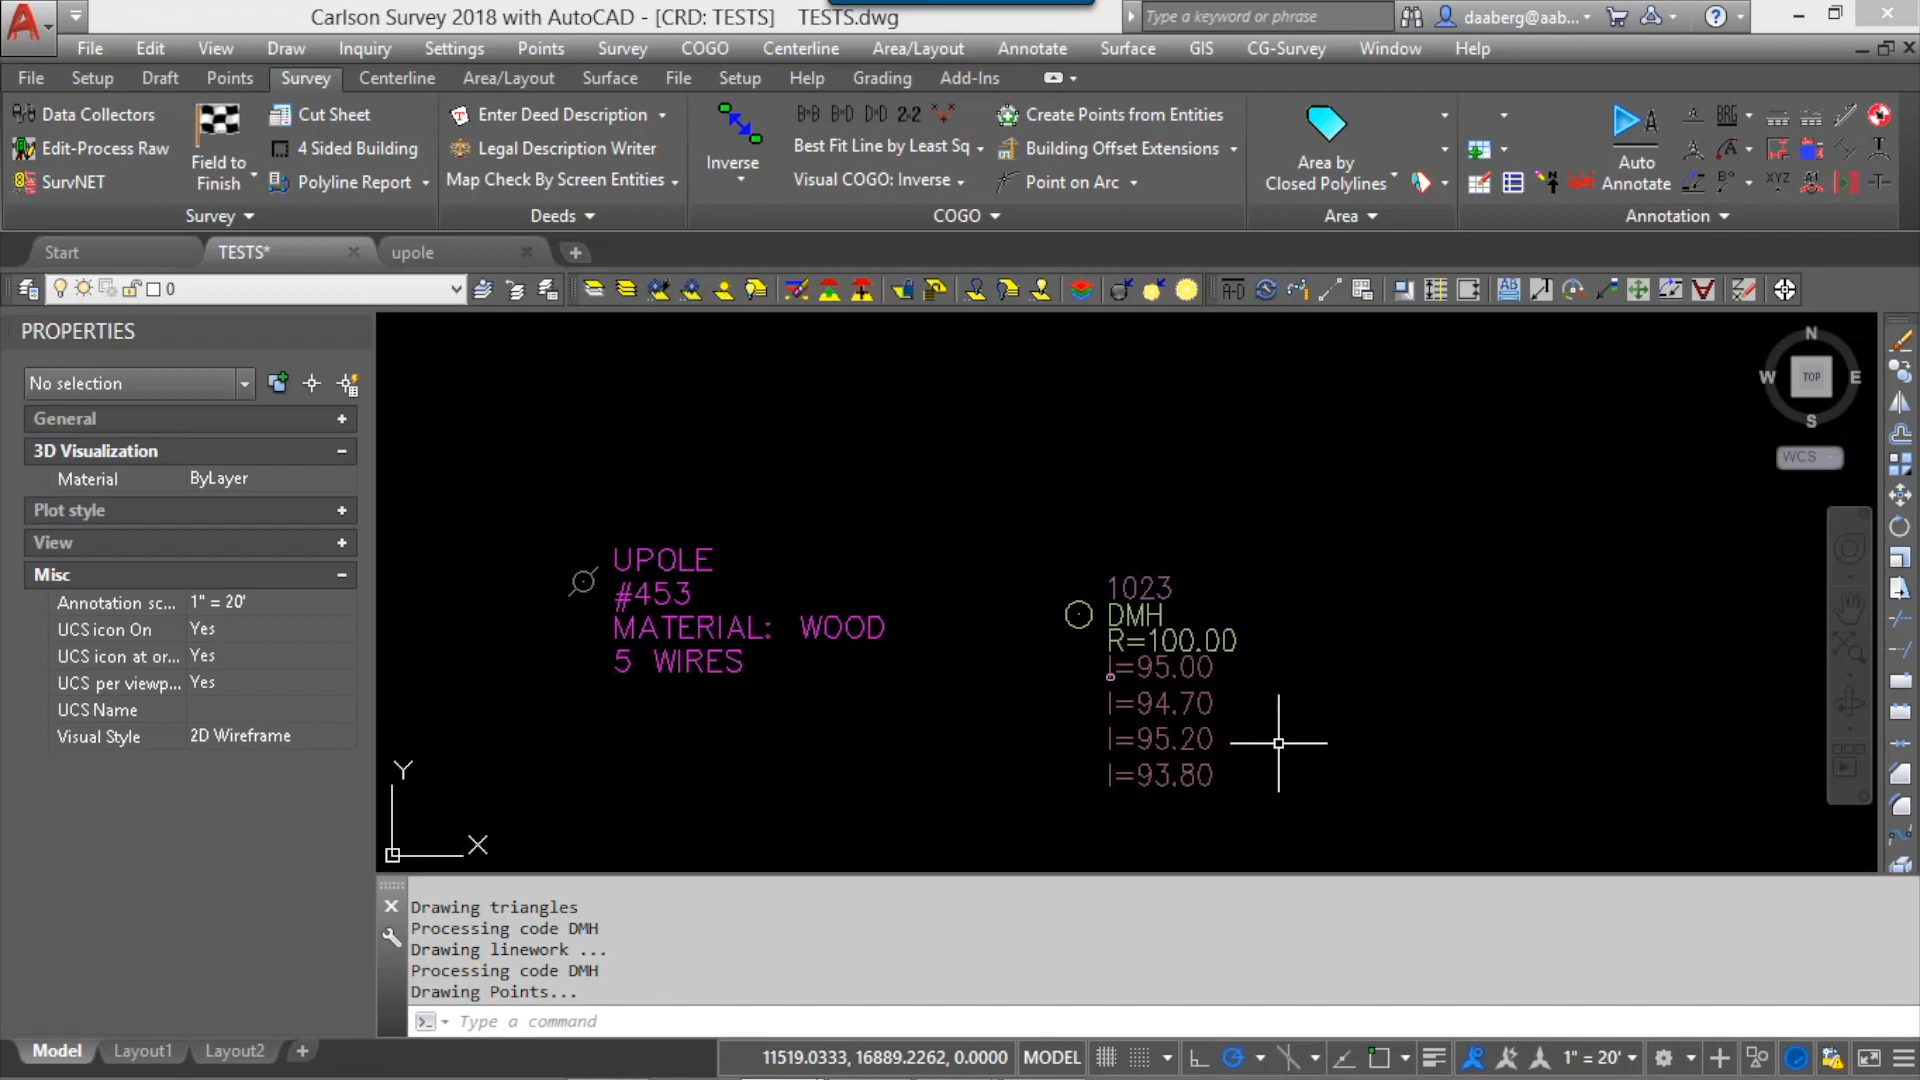 Carlson Survey 2018 with AutoCAD - [CRD: TESTS] TESTS.dwg
Type a keyword or phrase
daaberg@aab...
File Edit View Draw Inquiry Settings Points Survey COGO Centerline Area/Layout Annotate Surface GIS CG-Survey Window Help
File Setup Draft Points Survey Centerline Area/Layout Surface File Setup Help Grading Add-Ins
Data Collectors
Edit-Process Raw
SurvNET
Field to
Finish
Cut Sheet
4 Sided Building
Polyline Report
Survey
Enter Deed Description
Legal Description Writer
Map Check By Screen Entities
Deeds
Inverse
Best Fit Line by Least Sq
Visual COGO: Inverse
Create Points from Entities
Building Offset Extensions
Point on Arc
COGO
Area by
Closed Polylines
Area
Auto
Annotate
Annotation
Start
TESTS*
upole
0
PROPERTIES
No selection
General
3D Visualization
Material ByLayer
Plot style
View
Misc
Annotation sc... 1" = 20'
UCS icon On Yes
UCS icon at or... Yes
UCS per viewp... Yes
UCS Name
Visual Style 2D Wireframe
UPOLE
#453
MATERIAL: WOOD
5 WIRES
1023
DMH
R=100.00
I=95.00
I=94.70
I=95.20
I=93.80
N
W TOP E
S
WCS
Y
X
Drawing triangles
Processing code DMH
Drawing linework ...
Processing code DMH
Drawing Points...
Type a command
Model Layout1 Layout2
11519.0333, 16889.2262, 0.0000 MODEL
1" = 20'